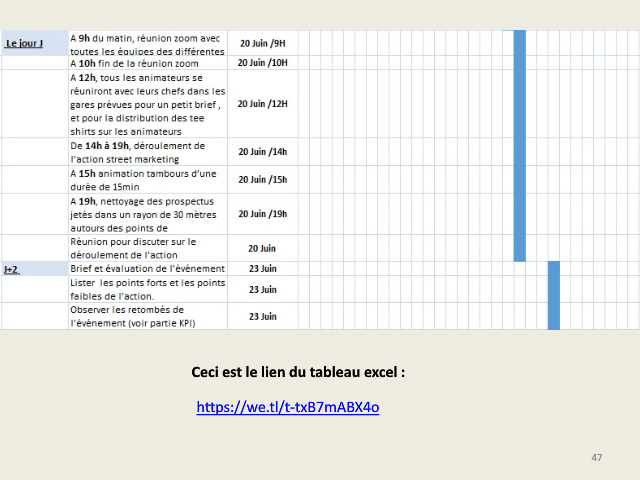 Le jour J
A 9h du matin, réunion zoom avec
toutes les équipes des différentes
20 Juin /9H
A 10h fin de la réunion zoom
20 Juin /10H
A 12h, tous les animateurs se
réuniront avec leurs chefs dans les
gares prévues pour un petit brief ,
et pour la distribution des tee
shirts sur les animateurs
20 Juin /12H
De 14h à 19h, déroulement de
l'action street marketing
20 Juin /14h
A 15h animation tambours d'une
durée de 15min
20 Juin /15h
A 19h, nettoyage des prospectus
jetés dans un rayon de 30 mètres
autours des points de
20 Juin /19h
Réunion pour discuter sur le
déroulement de l'action
20 Juin
J+2
Brief et évaluation de l'événement
23 Juin
Lister les points forts et les points
faibles de l'action.
23 Juin
Observer les retombés de
l'événement (voir partie KPI)
23 Juin
Ceci est le lien du tableau excel :
https://we.tl/t-txB7mABX4o
47